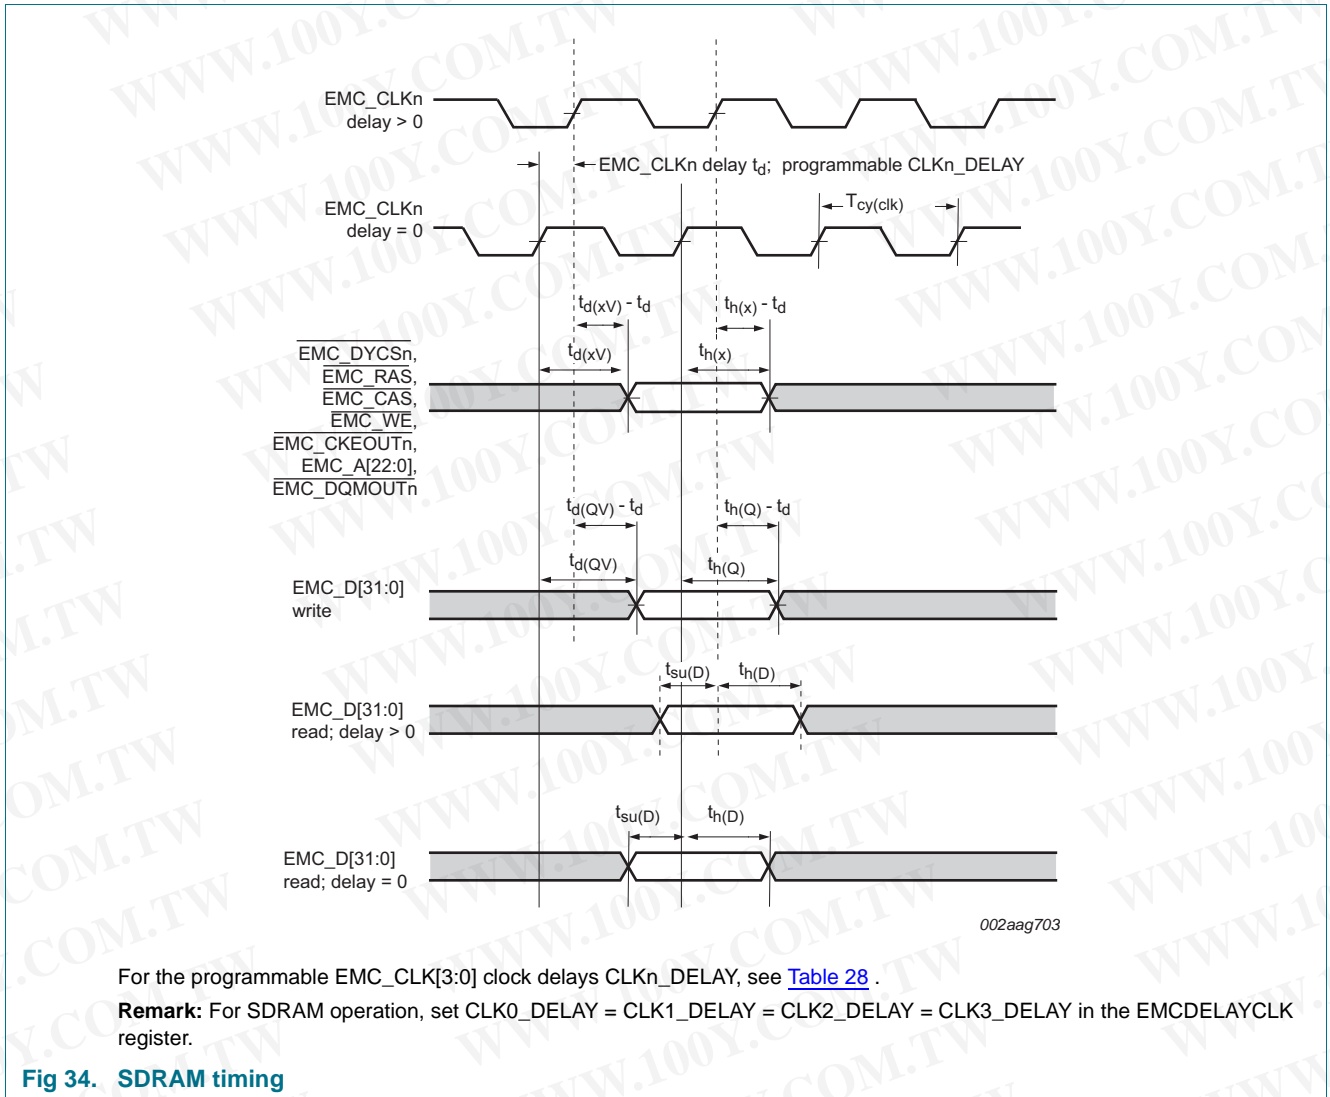 EMC_CLKn
delay > 0
EMC_CLKn delay td; programmable CLKn_DELAY
EMC_CLKn
delay = 0
Tcy(clk)
td(xV) - td
th(x) - td
td(xV)
th(x)
EMC_DYCSn,
EMC_RAS,
EMC_CAS,
EMC_WE,
EMC_CKEOUTn,
EMC_A[22:0],
EMC_DQMOUTn
td(QV) - td
th(Q) - td
td(QV)
th(Q)
EMC_D[31:0]
write
tsu(D)
th(D)
EMC_D[31:0]
read; delay > 0
tsu(D)
th(D)
EMC_D[31:0]
read; delay = 0
002aag703
For the programmable EMC_CLK[3:0] clock delays CLKn_DELAY, see Table 28 .
Remark: For SDRAM operation, set CLK0_DELAY = CLK1_DELAY = CLK2_DELAY = CLK3_DELAY in the EMCDELAYCLK
register.
Fig 34. SDRAM timing
WWW.100Y.COM.TW